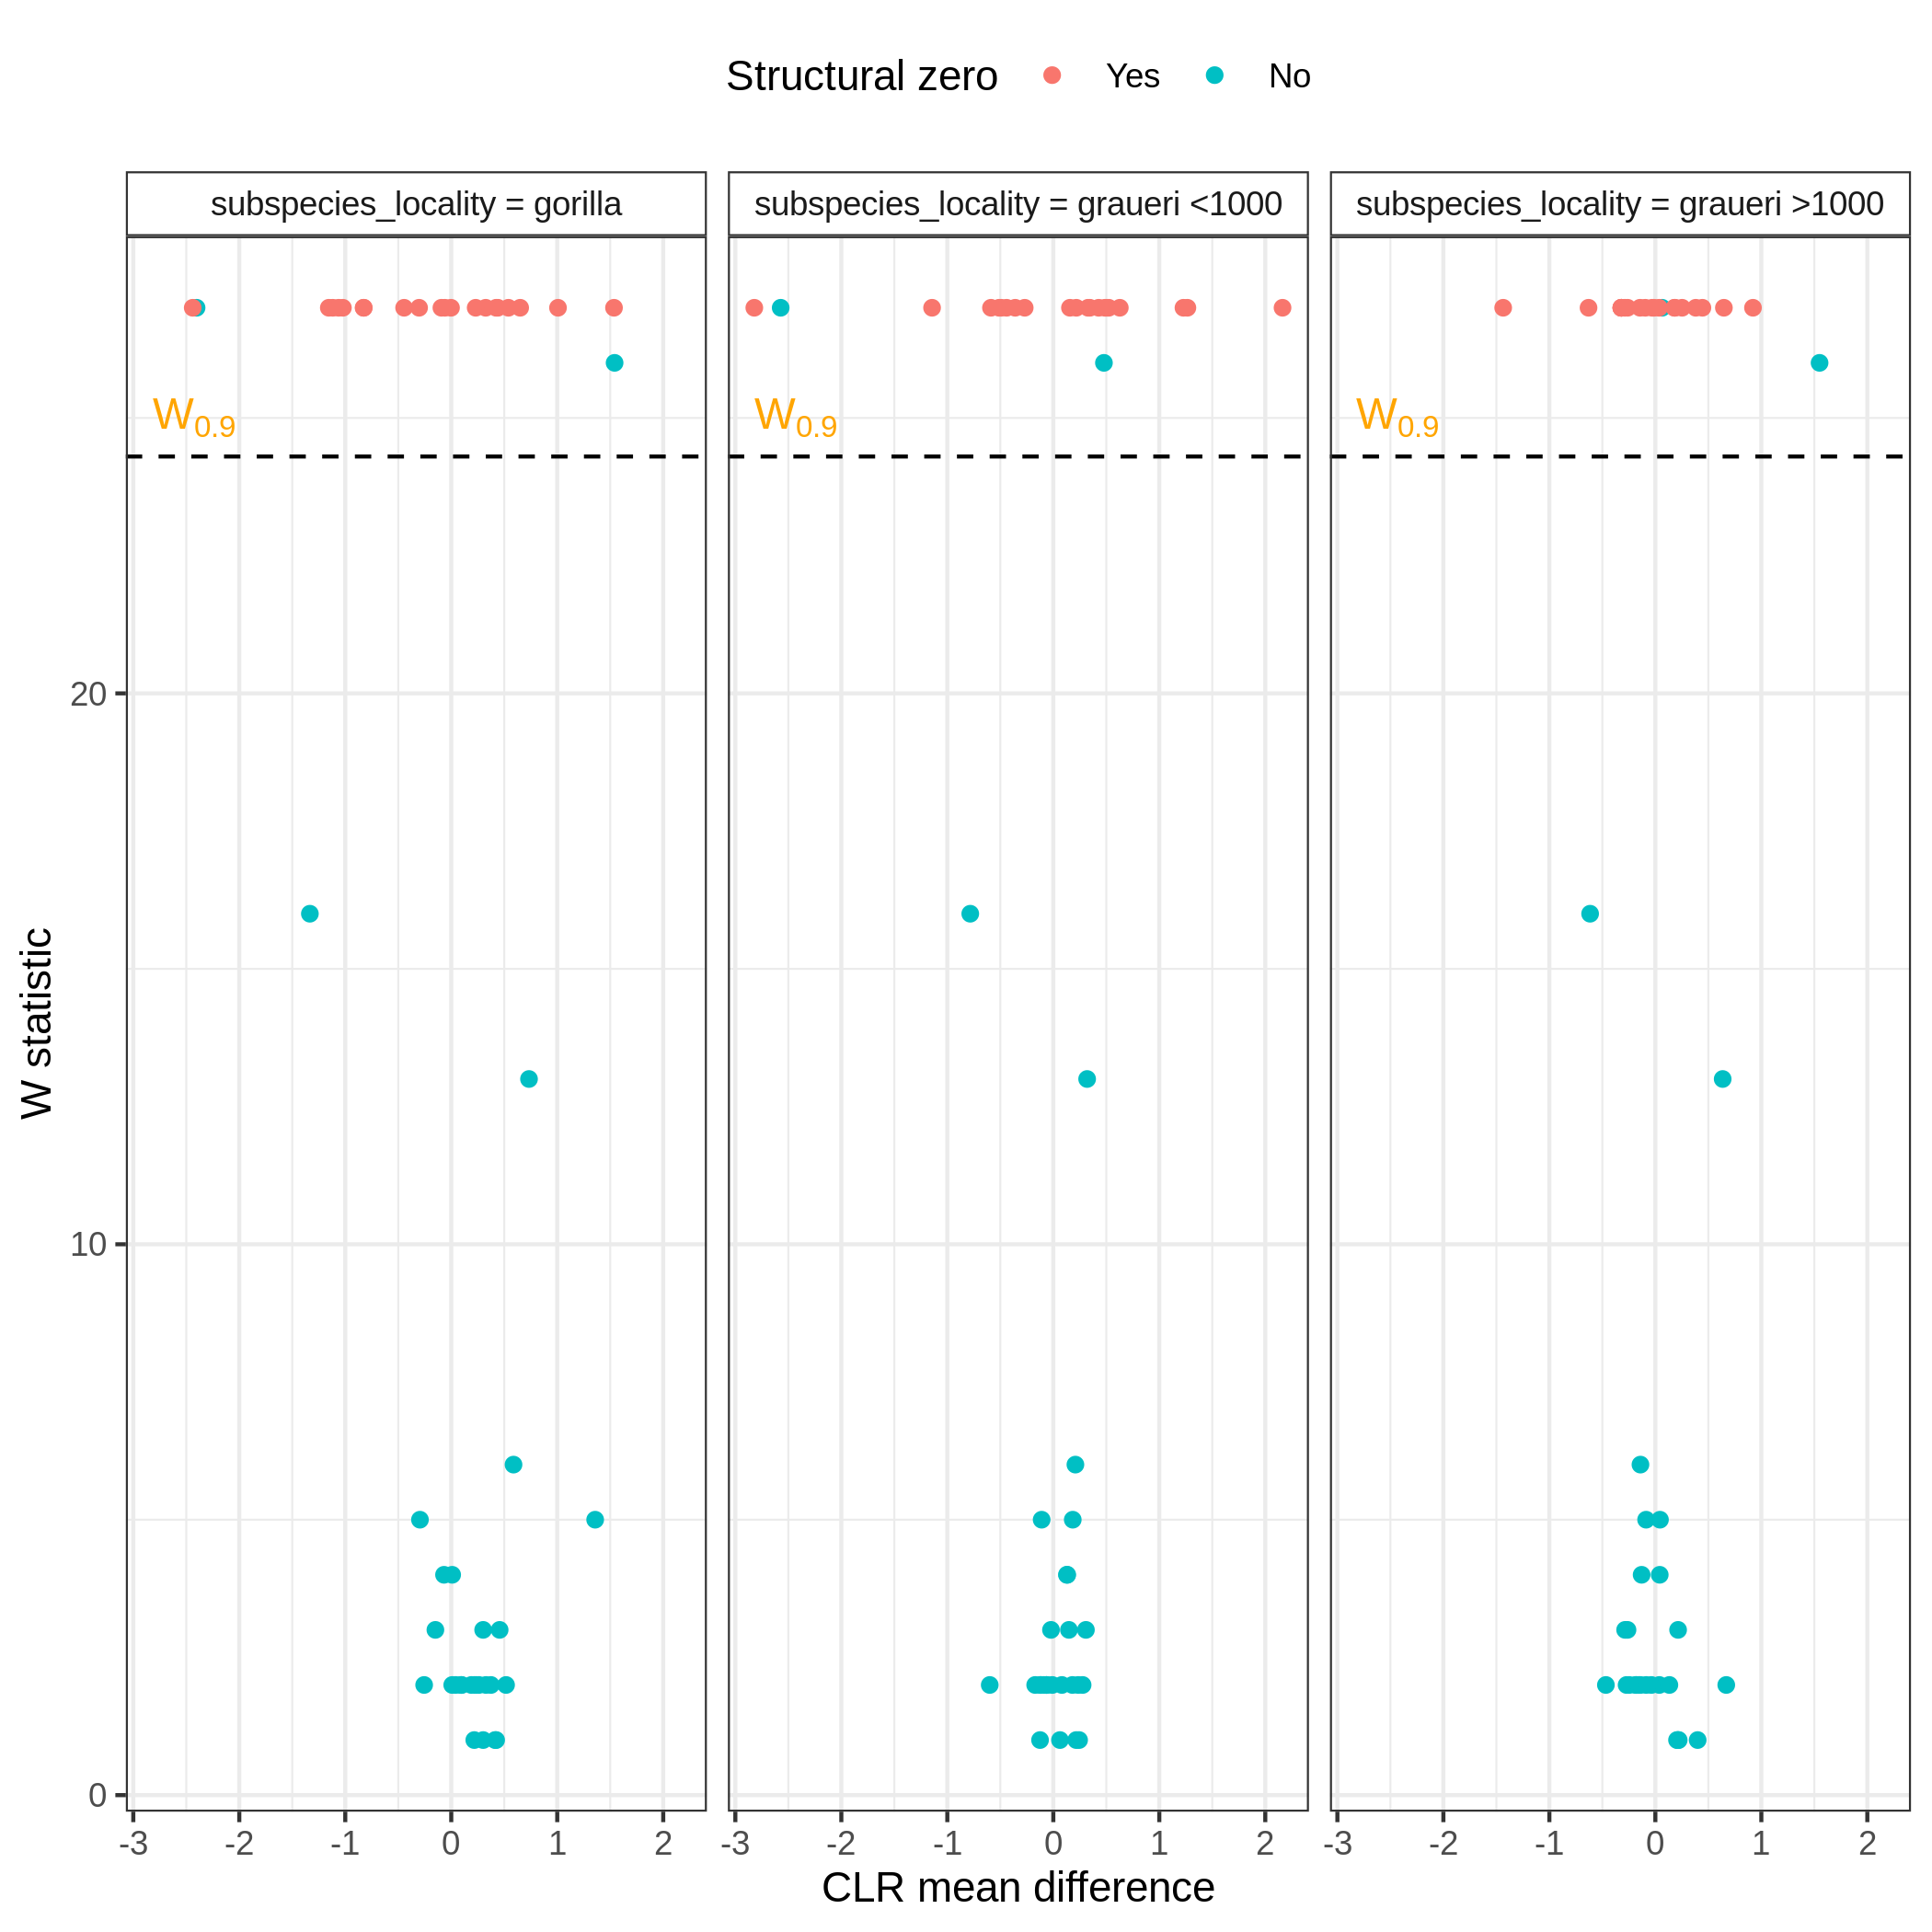 Structural zero Yes No
subspecies_locality = gorilla subspecies_locality = graueri <1000 subspecies_locality = graueri >1000
W0.9 W0.9 W0.9
20
10
0
W statistic
-3 -2 -1 0 1 2 -3 -2 -1 0 1 2 -3 -2 -1 0 1 2
CLR mean difference